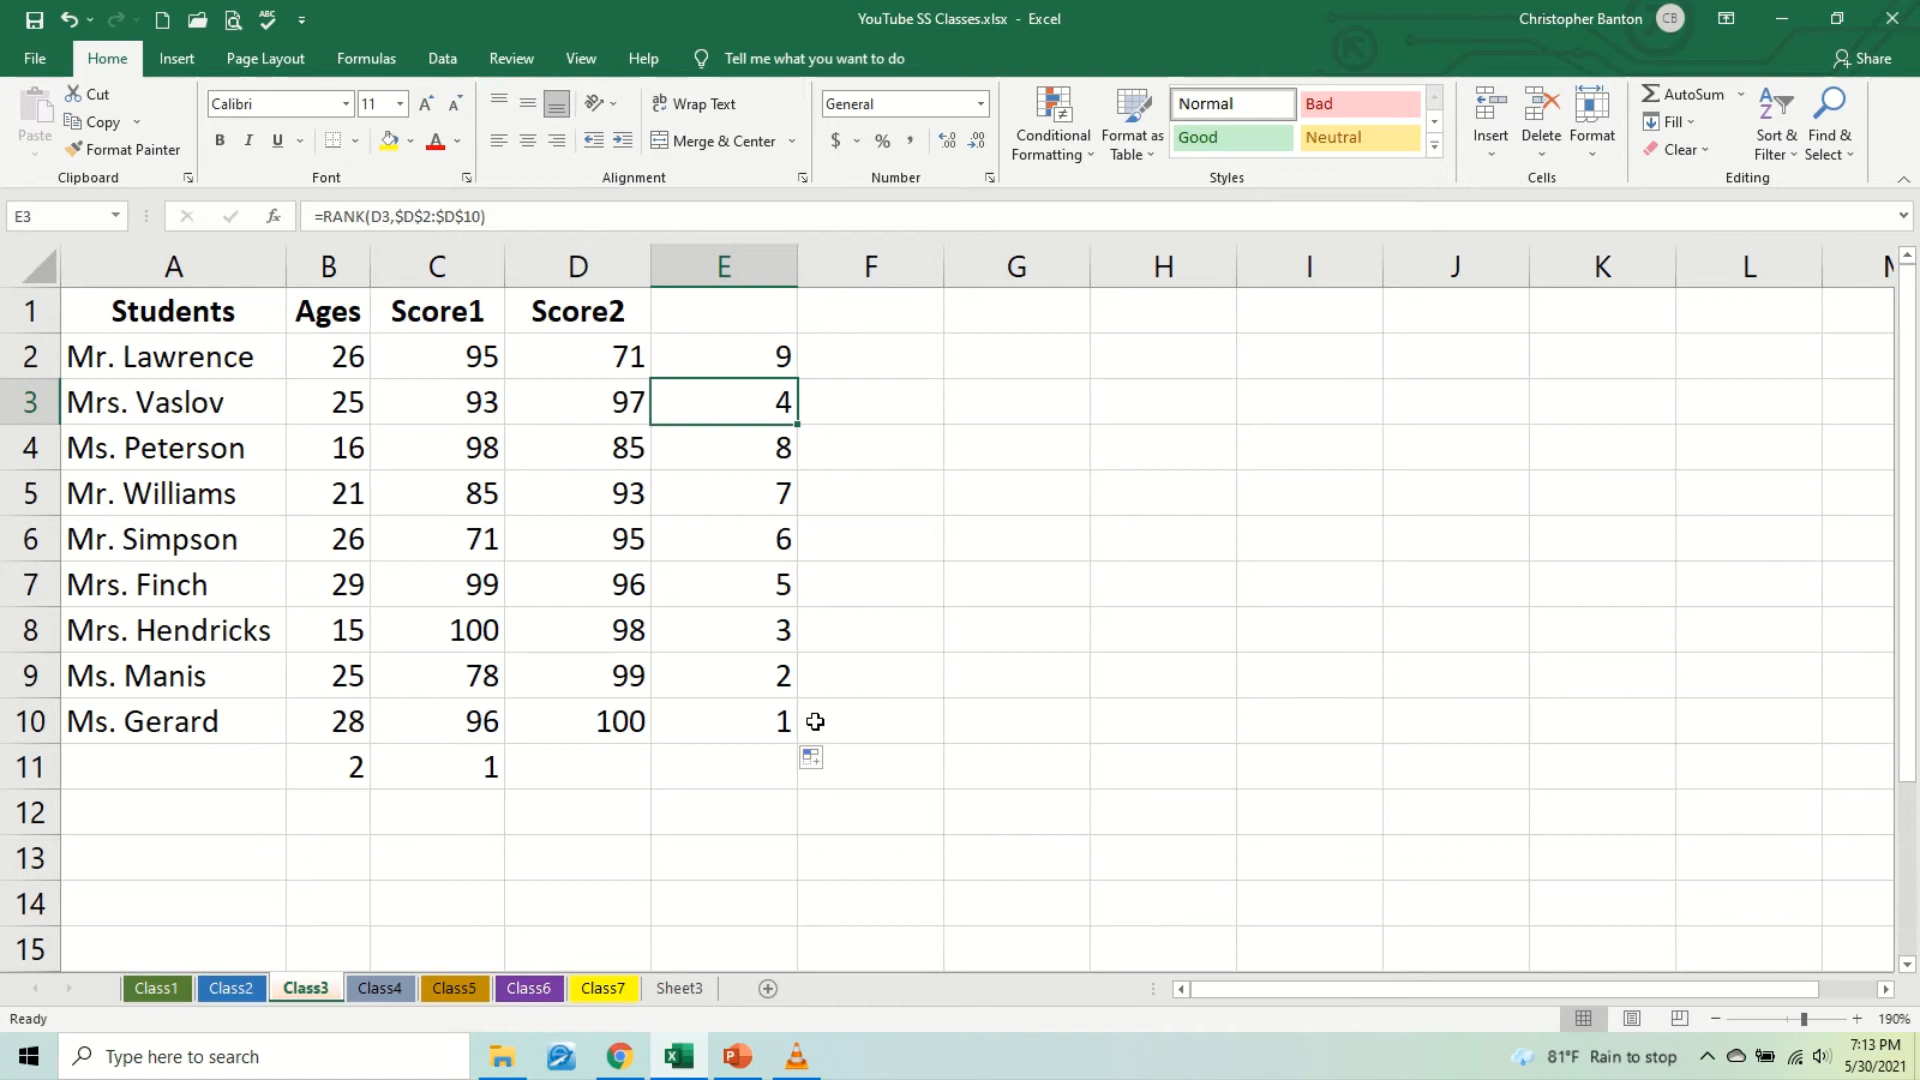 YouTube SS Classes.xlsx - Excel
Christopher Banton CB
File Home Insert Page Layout Formulas Data Review View Help Tell me what you want to do Share
Paste
Cut
Copy
Format Painter
Clipboard
Calibri 11
B I U
Font
Wrap Text
Merge & Center
Alignment
General
$ % ,
Number
Conditional Formatting
Format as Table
Normal Bad
Good Neutral
Styles
Insert Delete Format
Cells
AutoSum
Fill
Clear
Sort & Filter
Find & Select
Editing
E3 fx =RANK(D3,$D$2:$D$10)
A B C D E F G H I J K L
1 Students Ages Score1 Score2
2 Mr. Lawrence 26 95 71 9
3 Mrs. Vaslov 25 93 97 4
4 Ms. Peterson 16 98 85 8
5 Mr. Williams 21 85 93 7
6 Mr. Simpson 26 71 95 6
7 Mrs. Finch 29 99 96 5
8 Mrs. Hendricks 15 100 98 3
9 Ms. Manis 25 78 99 2
10 Ms. Gerard 28 96 100 1
11 2 1
12
13
14
15
Class1 Class2 Class3 Class4 Class5 Class6 Class7 Sheet3
Ready 190%
Type here to search
81°F Rain to stop
7:13 PM
5/30/2021